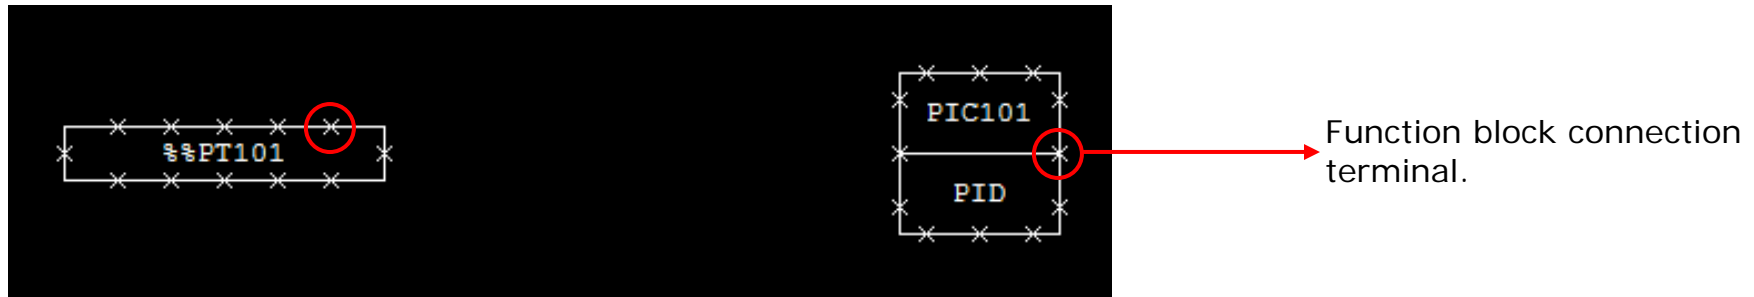 %%PT101
PIC101
PID
Function block connection
terminal.